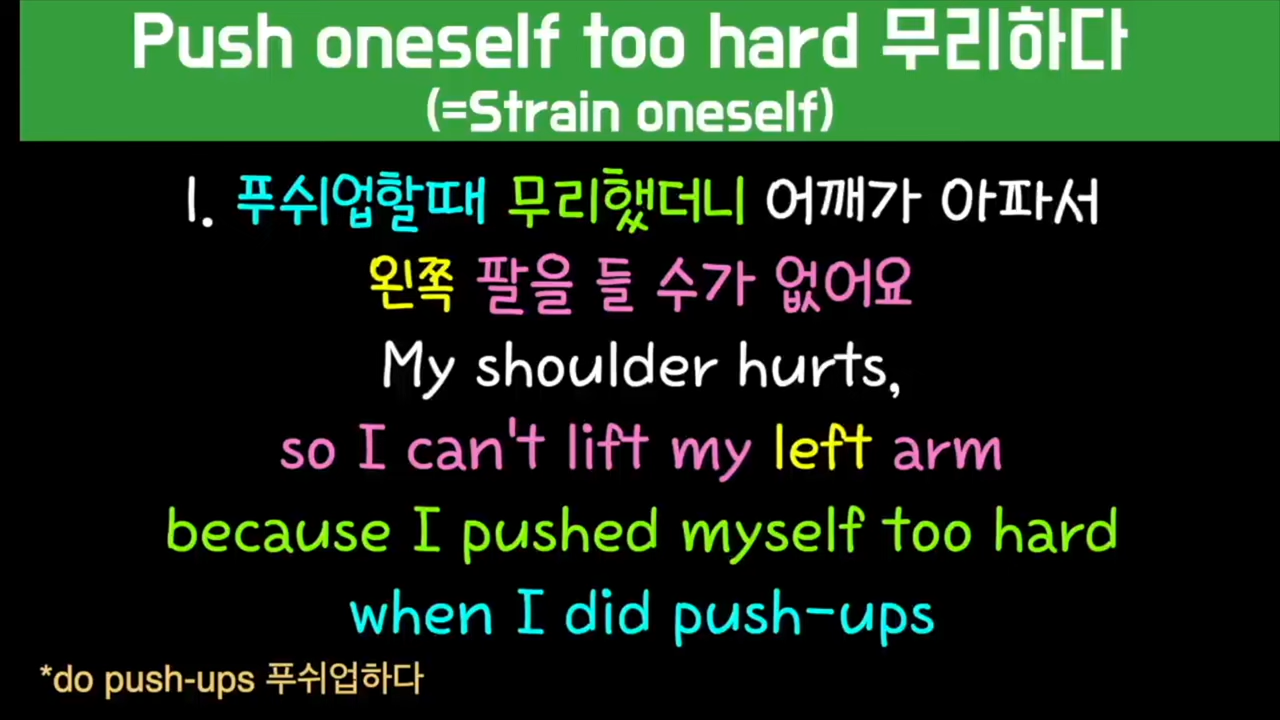 Push oneself too hard 무리하다
(=Strain oneself)
1. 푸쉬업할때 무리했더니 어깨가 아파서
왼쪽 팔을 들 수가 없어요
My shoulder hurts,
so I can't lift my left arm
because I pushed myself too hard
when I did push-ups
*do push-ups 푸쉬업하다